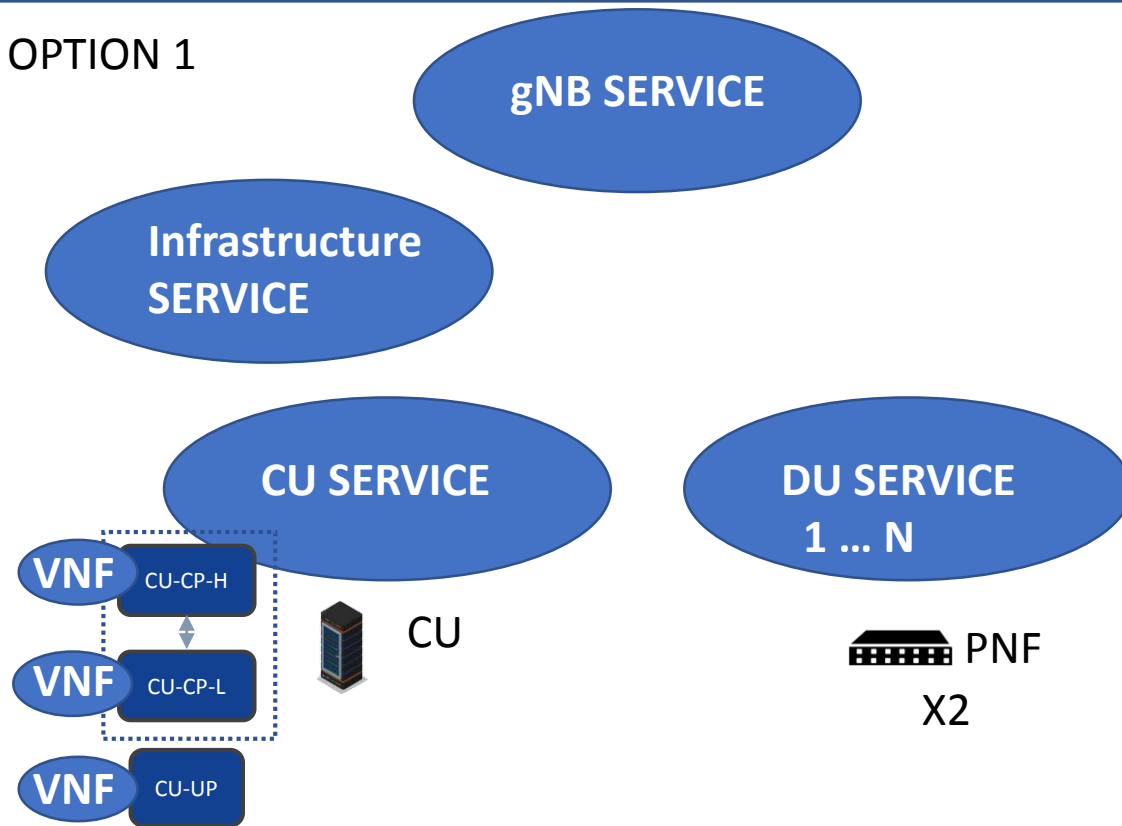 OPTION 1
gNB SERVICE
Infrastructure
SERVICE
CU SERVICE
DU SERVICE
1 ... N
VNF
CU-CP-H
CU
PNF
VNF
CU-CP-L
X2
VNF
CU-UP